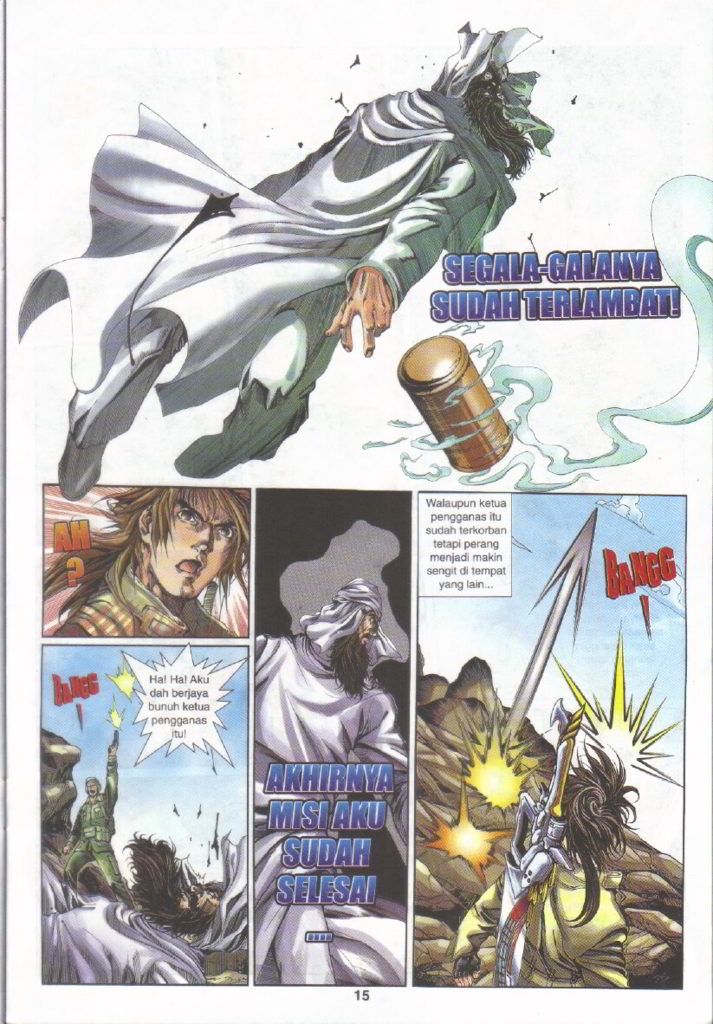 SEGALA-GALANYA
SUDAH TERLAMBAT!
AH
?
BANGG
!
Ha! Ha! Aku
dah berjaya
bunuh ketua
pengganas
itu!
AKHIRNYA
MISI AKU
SUDAH
SELESAI
....
Walaupun ketua
pengganas itu
sudah terkorban
tetapi perang
menjadi makin
sengit di tempat
yang lain...
BANGG
!
15